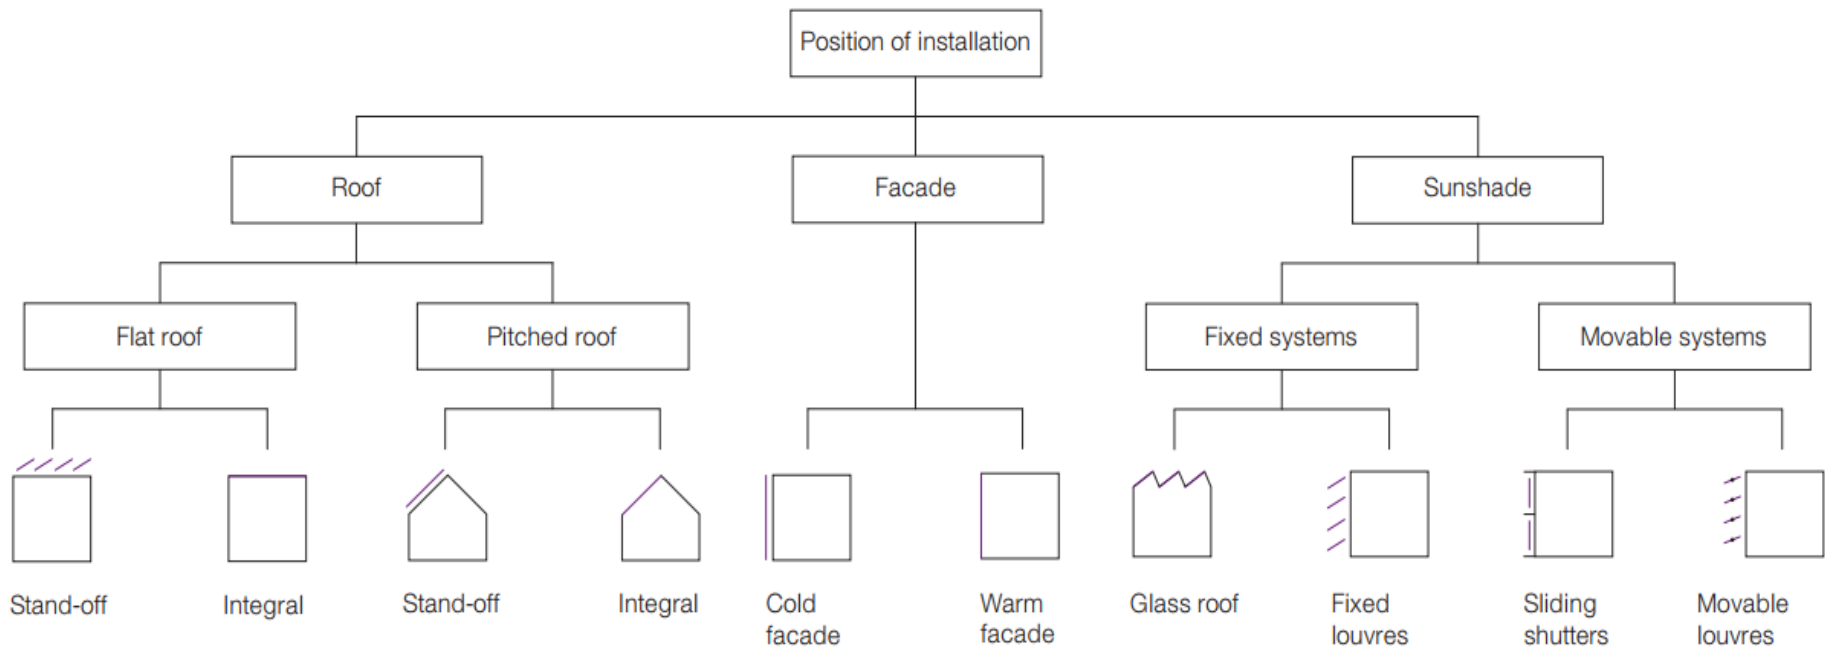 Position of installation
Roof
Facade
Sunshade
Flat roof
Pitched roof
Fixed systems
Movable systems
Stand-off
Integral
Stand-off
Integral
Cold
facade
Warm
facade
Glass roof
Fixed
louvres
Sliding
shutters
Movable
louvres